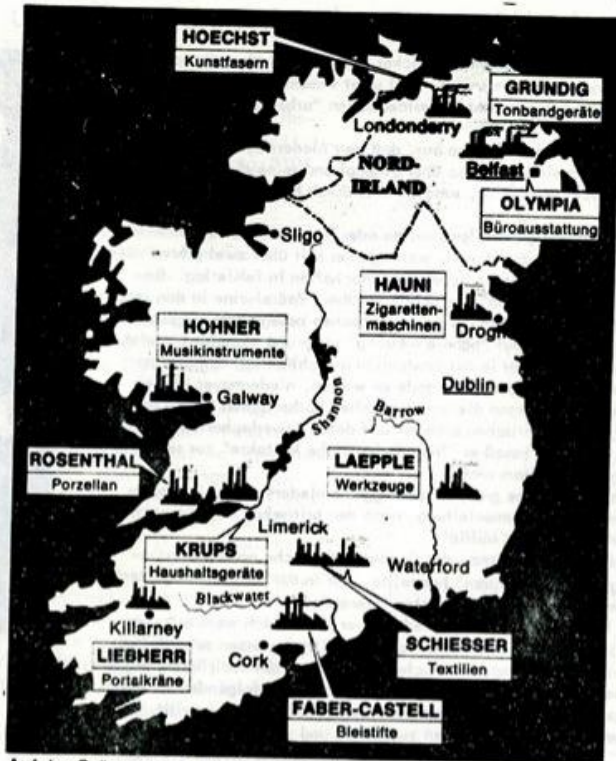 HOECHST
Kunstfasern
GRUNDIG
Tonbandgeräte
Londonderry
NORD-
IRLAND
Belfast
OLYMPIA
Büroausstattung
Sligo
HAUNI
Zigaretten-
maschinen
HOHNER
Musikinstrumente
Galway
Shannon
Dublin
Barrow
ROSENTHAL
Porzellan
LAEPPLE
Werkzeuge
Limerick
KRUPS
Haushaltsgeräte
Waterford
Blackwater
Killarney
SCHIESSER
Textilien
LIEBHERR
Portalkräne
Cork
FABER-CASTELL
Bleistifte